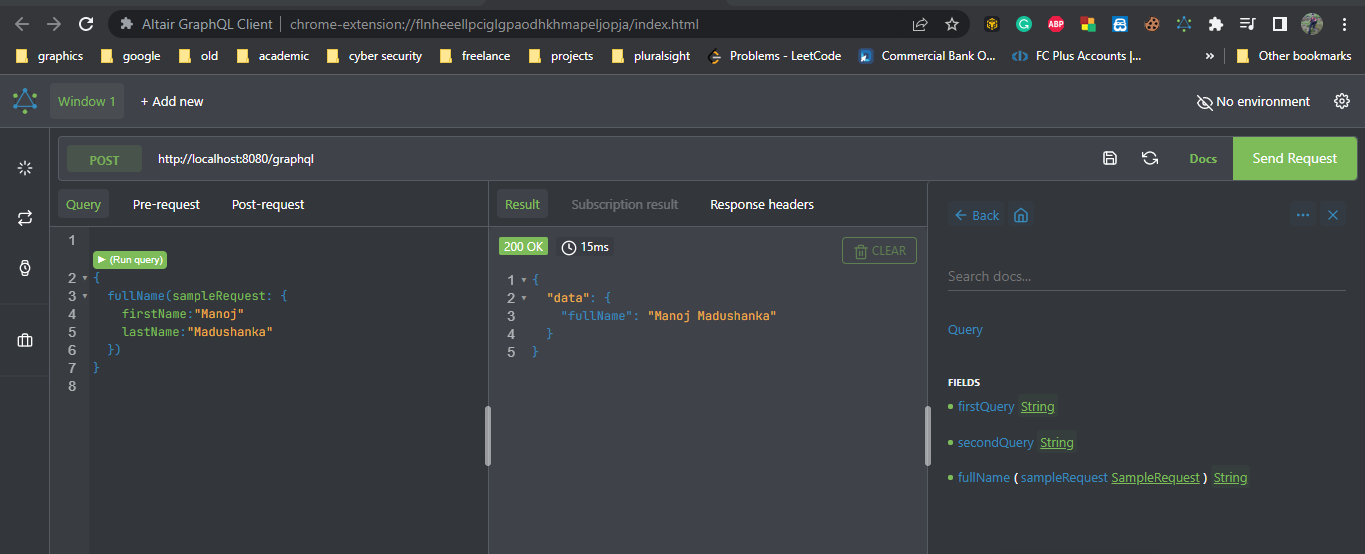 Altair GraphQL Client | chrome-extension://flnheeellpciglgpaodhkhmapeljopja/index.html
graphics google old academic cyber security freelance projects pluralsight Problems - LeetCode Commercial Bank O... FC Plus Accounts |... » Other bookmarks
Window 1 + Add new No environment
POST http://localhost:8080/graphql Docs Send Request
Query Pre-request Post-request
1
▶ (Run query)
2 {
3 fullName(sampleRequest: {
4 firstName:"Manoj"
5 lastName:"Madushanka"
6 })
7 }
8
Result Subscription result Response headers
200 OK 15ms CLEAR
1 {
2 "data": {
3 "fullName": "Manoj Madushanka"
4 }
5 }
Back
Search docs...
Query
FIELDS
firstQuery String
secondQuery String
fullName ( sampleRequest SampleRequest ) String